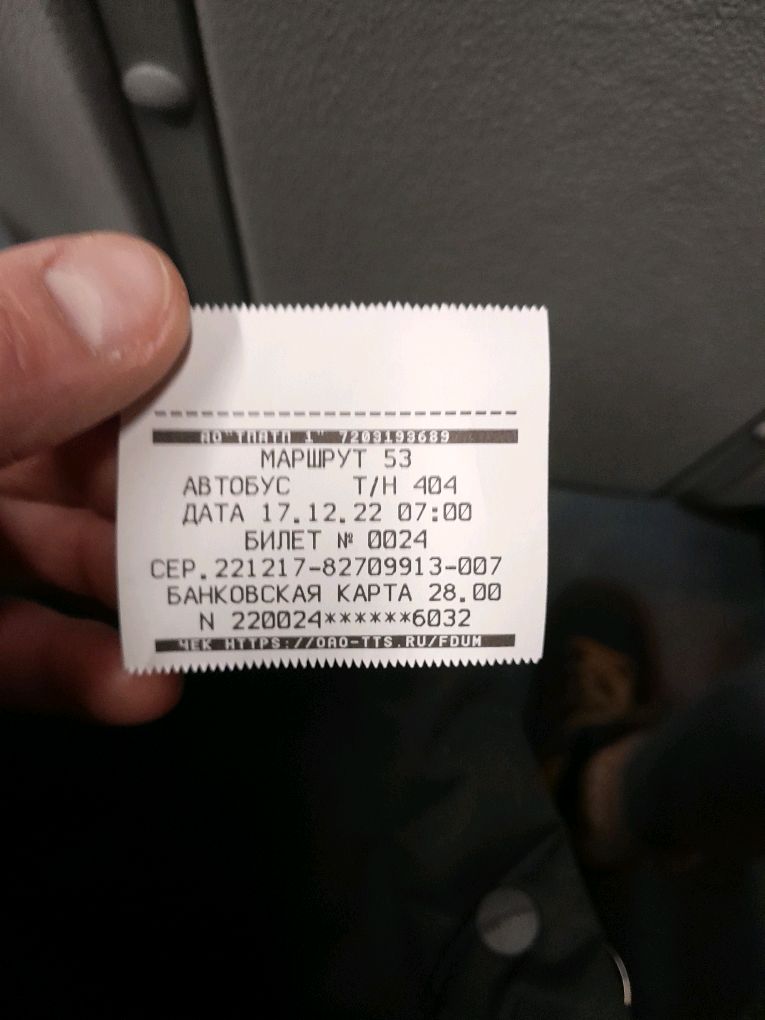 АО"ТПАТП 1" 7203193689
МАРШРУТ 53
АВТОБУС Т/Н 404
ДАТА 17.12.22 07:00
БИЛЕТ № 0024
СЕР.221217-82709913-007
БАНКОВСКАЯ КАРТА 28.00
N 220024******6032
ЧЕК HTTPS://OAO-TTS.RU/FDUM